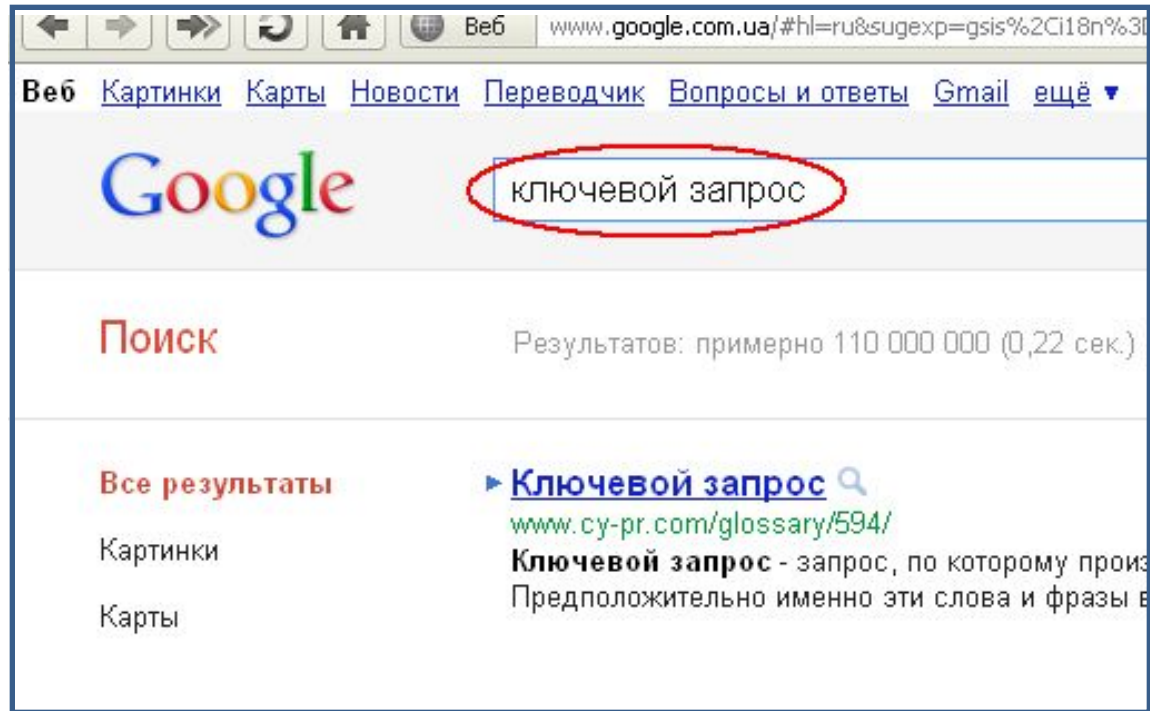 Веб www.google.com.ua/#hl=ru&sugexp=gsis%2Ci18n%3D
Веб Картинки Карты Новости Переводчик Вопросы и ответы Gmail ещё ▼
Google ключевой запрос
Поиск Результатов: примерно 110 000 000 (0,22 сек.)
Все результаты
Картинки
Карты
Ключевой запрос
www.cy-pr.com/glossary/594/
Ключевой запрос - запрос, по которому произ
Предположительно именно эти слова и фразы в